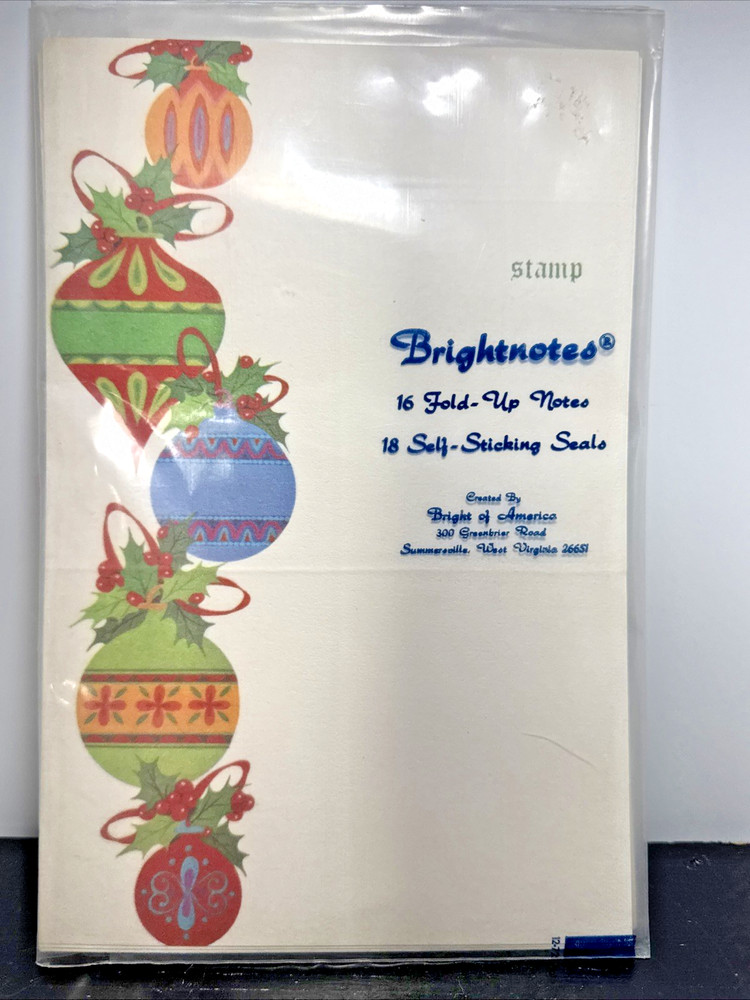 stamp
Brightnotes®
16 Fold-Up Notes
18 Self-Sticking Seals
Created By
Bright of America
300 Greenbrier Road
Summersville, West Virginia 26651